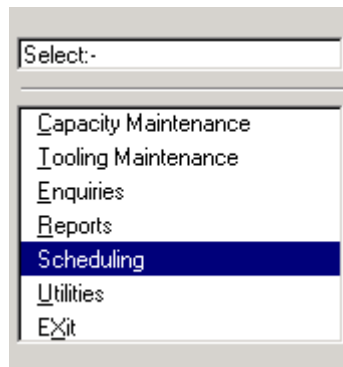 Select:-
Capacity Maintenance
Tooling Maintenance
Enquiries
Reports
Scheduling
Utilities
EXit